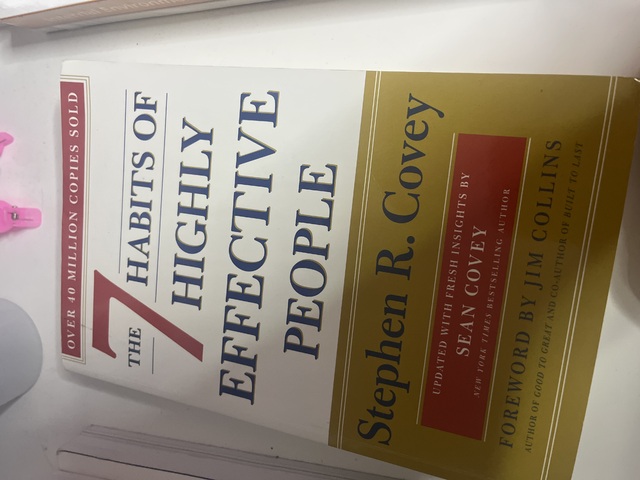 OVER 40 MILLION COPIES SOLD
THE 7 HABITS OF
HIGHLY
EFFECTIVE
PEOPLE
Stephen R. Covey
UPDATED WITH FRESH INSIGHTS BY
SEAN COVEY
NEW YORK TIMES BESTSELLING AUTHOR
FOREWORD BY JIM COLLINS
AUTHOR OF GOOD TO GREAT AND CO-AUTHOR OF BUILT TO LAST